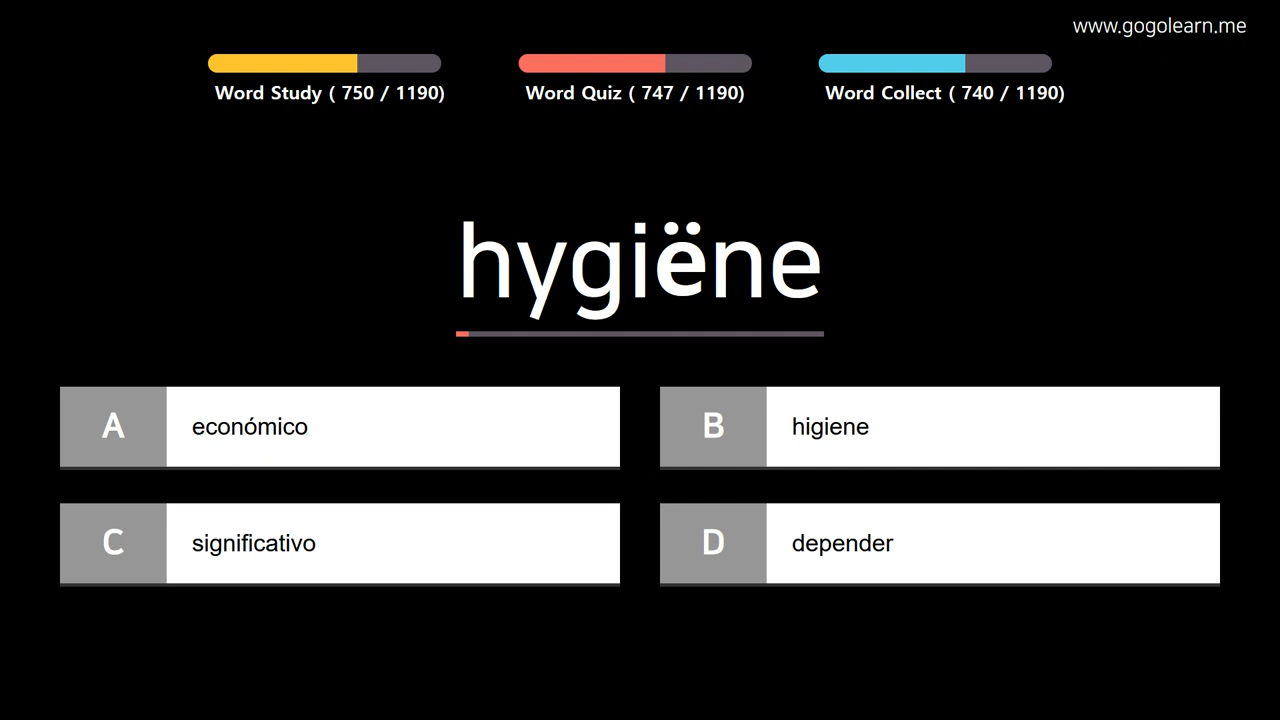 www.gogolearn.me
Word Study ( 750 / 1190)
Word Quiz ( 747 / 1190)
Word Collect ( 740 / 1190)
hygiëne
A económico
B higiene
C significativo
D depender